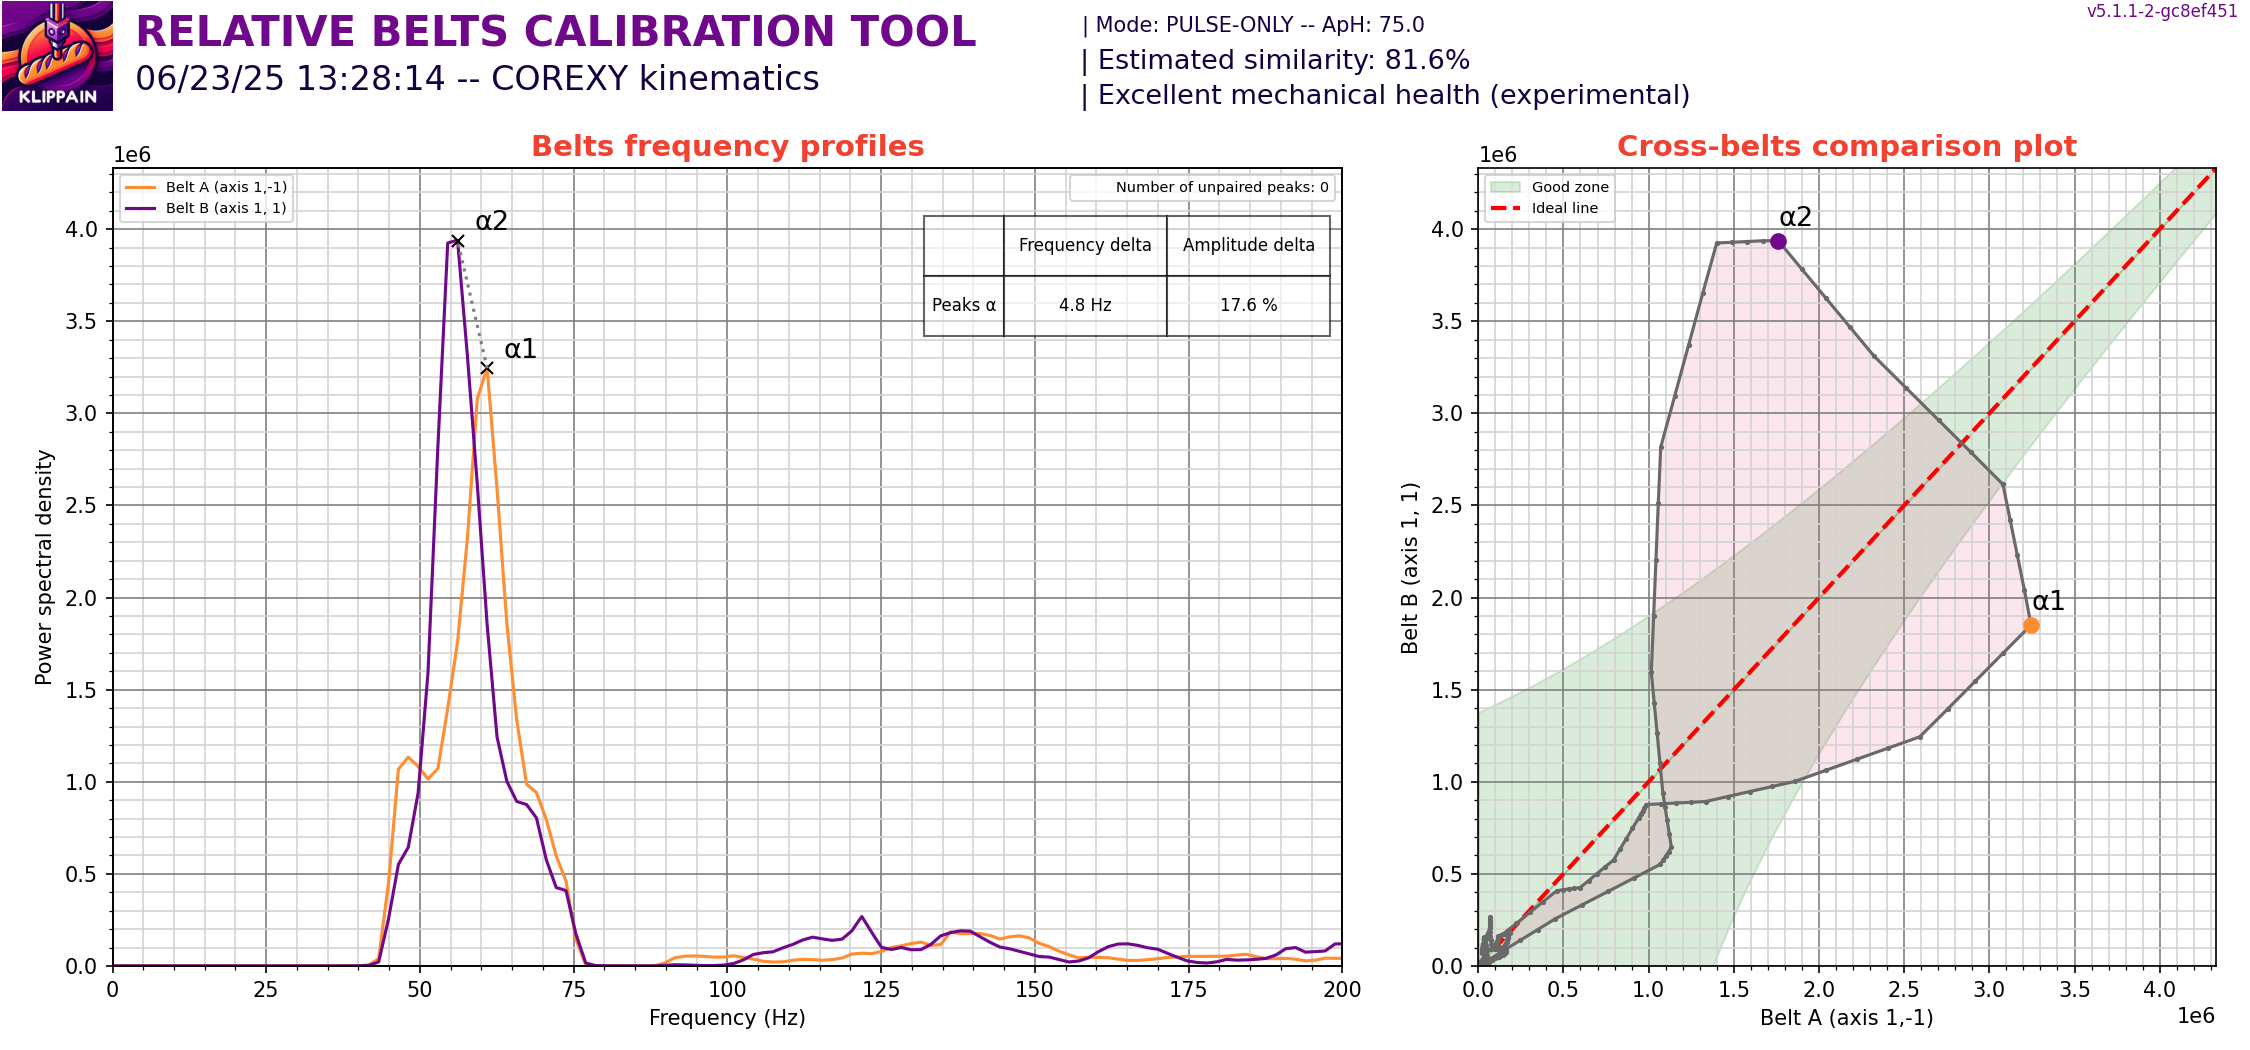 KLIPPAIN
RELATIVE BELTS CALIBRATION TOOL
06/23/25 13:28:14 -- COREXY kinematics
| Mode: PULSE-ONLY -- ApH: 75.0
| Estimated similarity: 81.6%
| Excellent mechanical health (experimental)
v5.1.1-2-gc8ef451
Belts frequency profiles
1e6
Belt A (axis 1,-1)
Belt B (axis 1, 1)
Number of unpaired peaks: 0
Frequency delta Amplitude delta
Peaks α 4.8 Hz 17.6 %
α2
α1
4.0
3.5
3.0
2.5
2.0
1.5
1.0
0.5
0.0
Power spectral density
0 25 50 75 100 125 150 175 200
Frequency (Hz)
Cross-belts comparison plot
1e6
Good zone
Ideal line
α2
α1
4.0
3.5
3.0
2.5
2.0
1.5
1.0
0.5
0.0
Belt B (axis 1, 1)
0.0 0.5 1.0 1.5 2.0 2.5 3.0 3.5 4.0
Belt A (axis 1,-1)
1e6